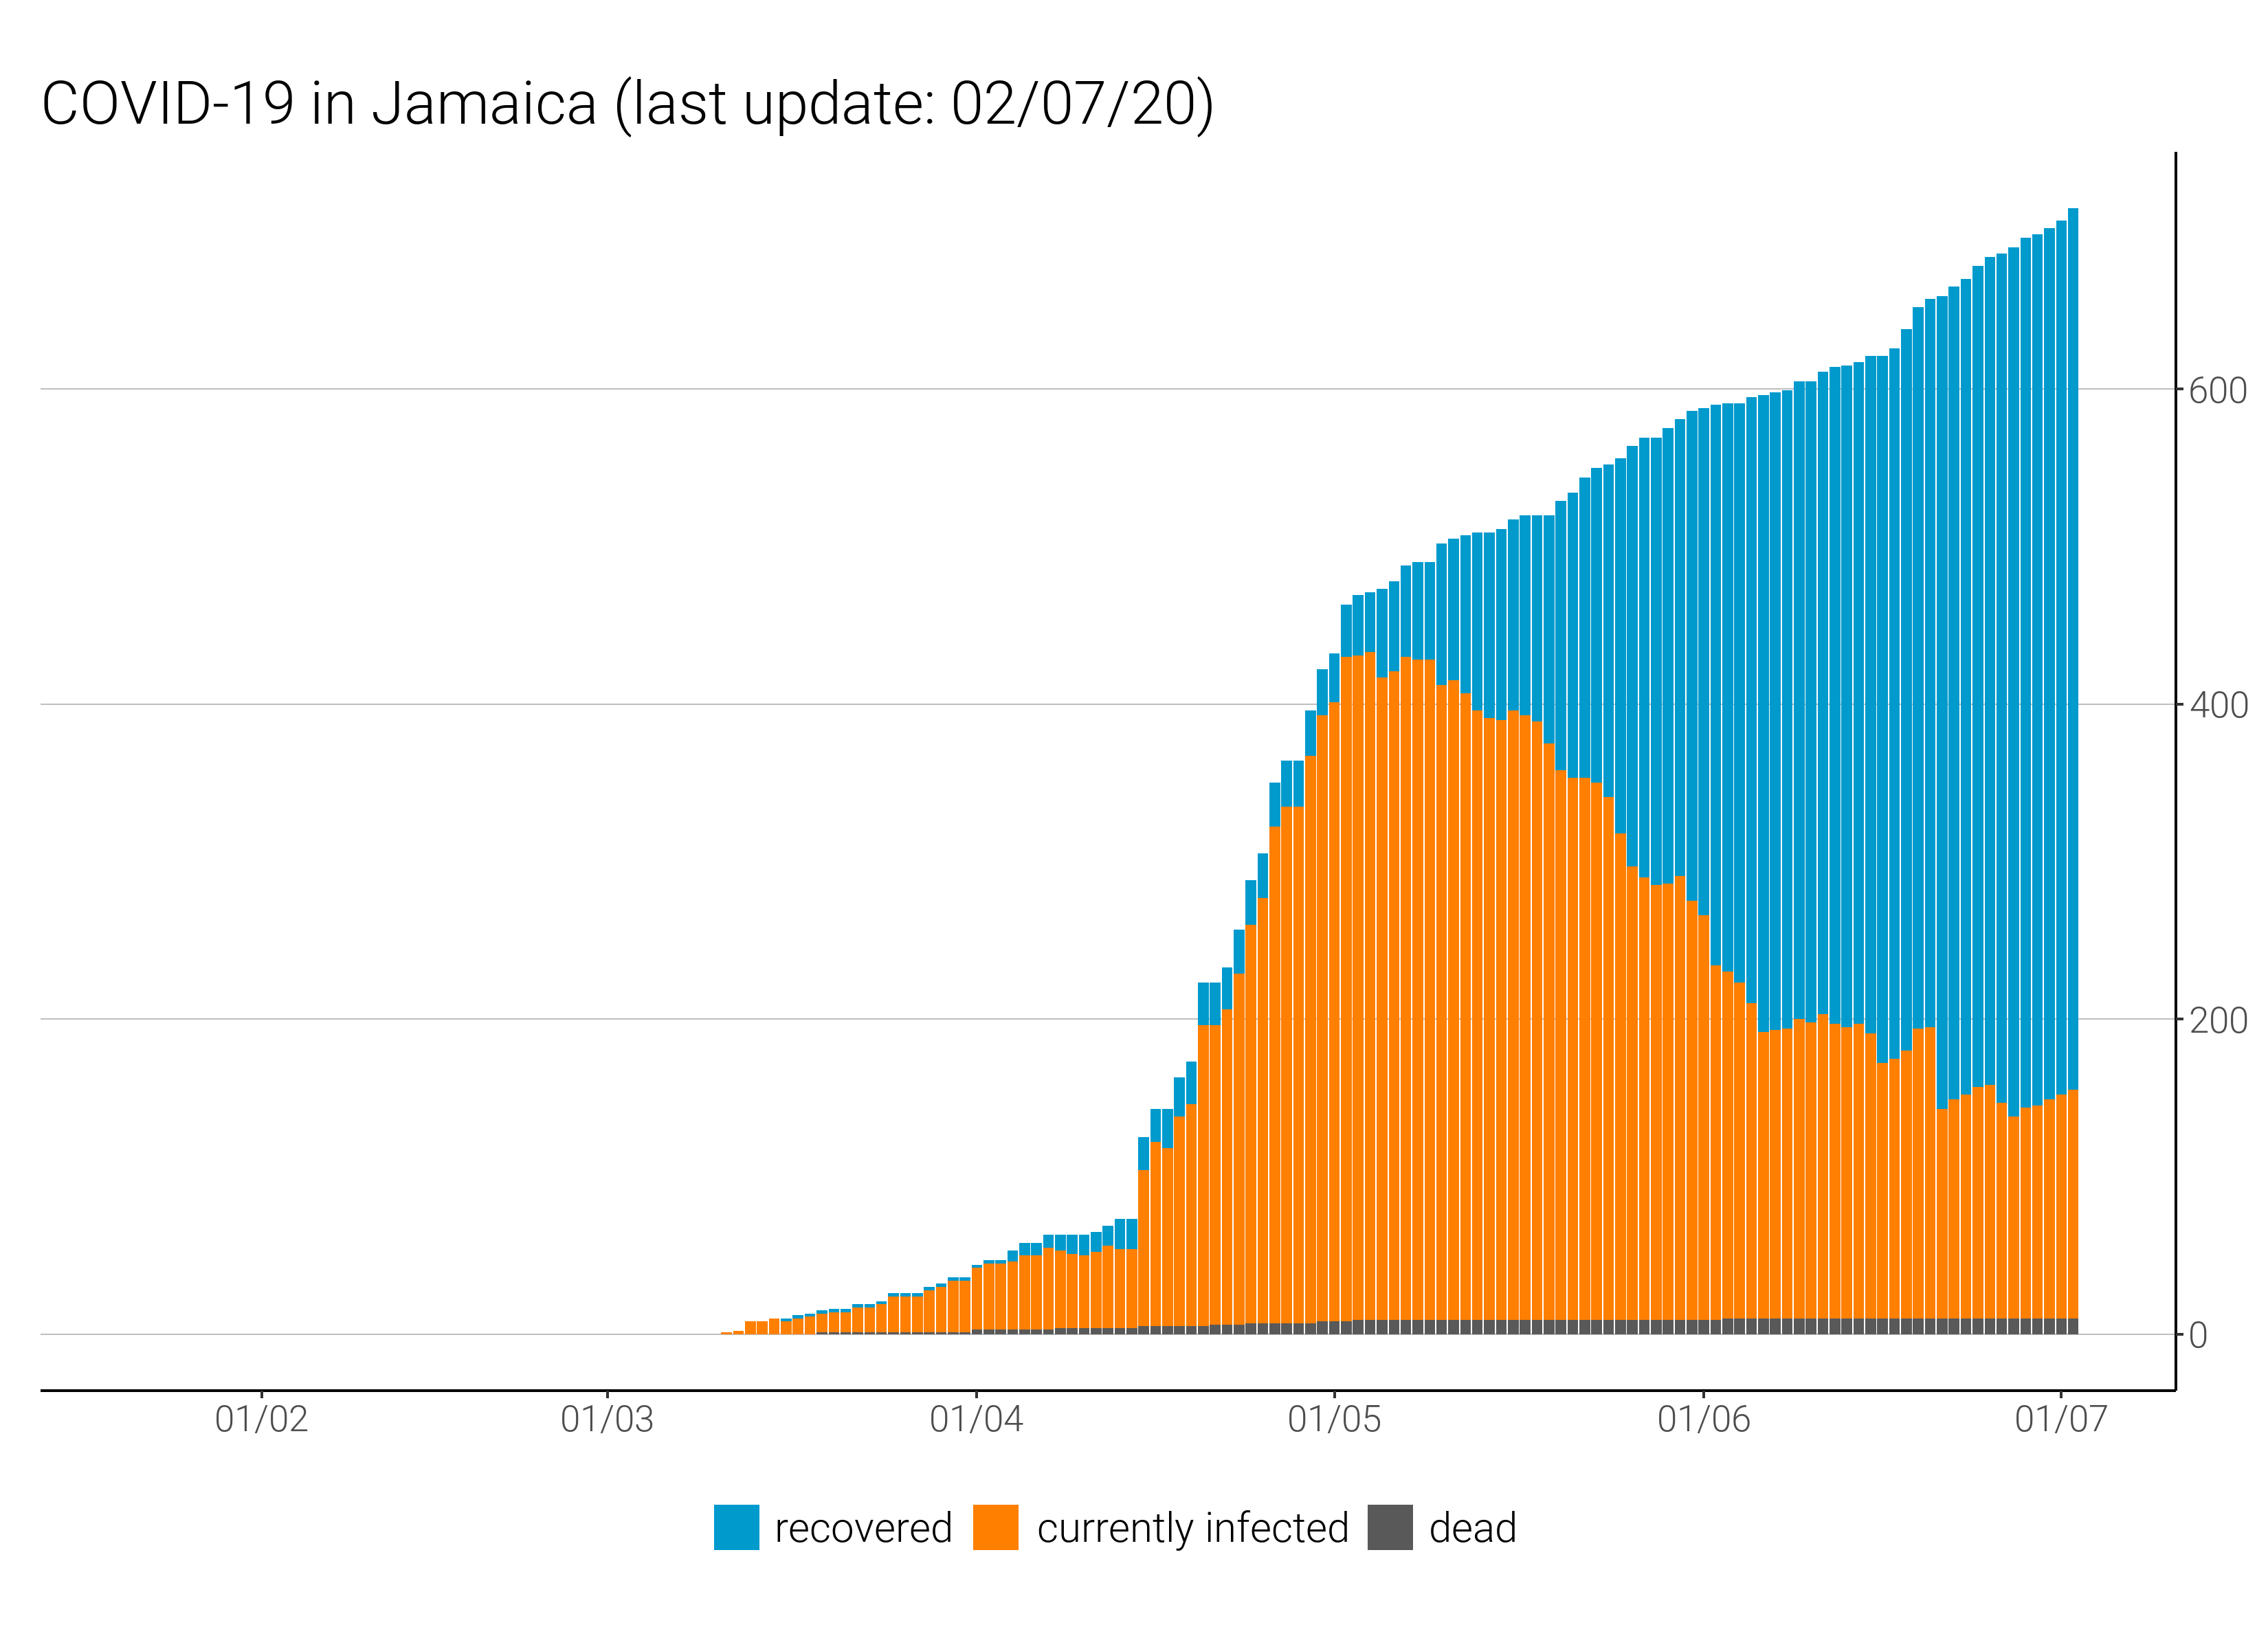 COVID-19 in Jamaica (last update: 02/07/20)
600
400
200
0
01/02 01/03 01/04 01/05 01/06 01/07
recovered currently infected dead